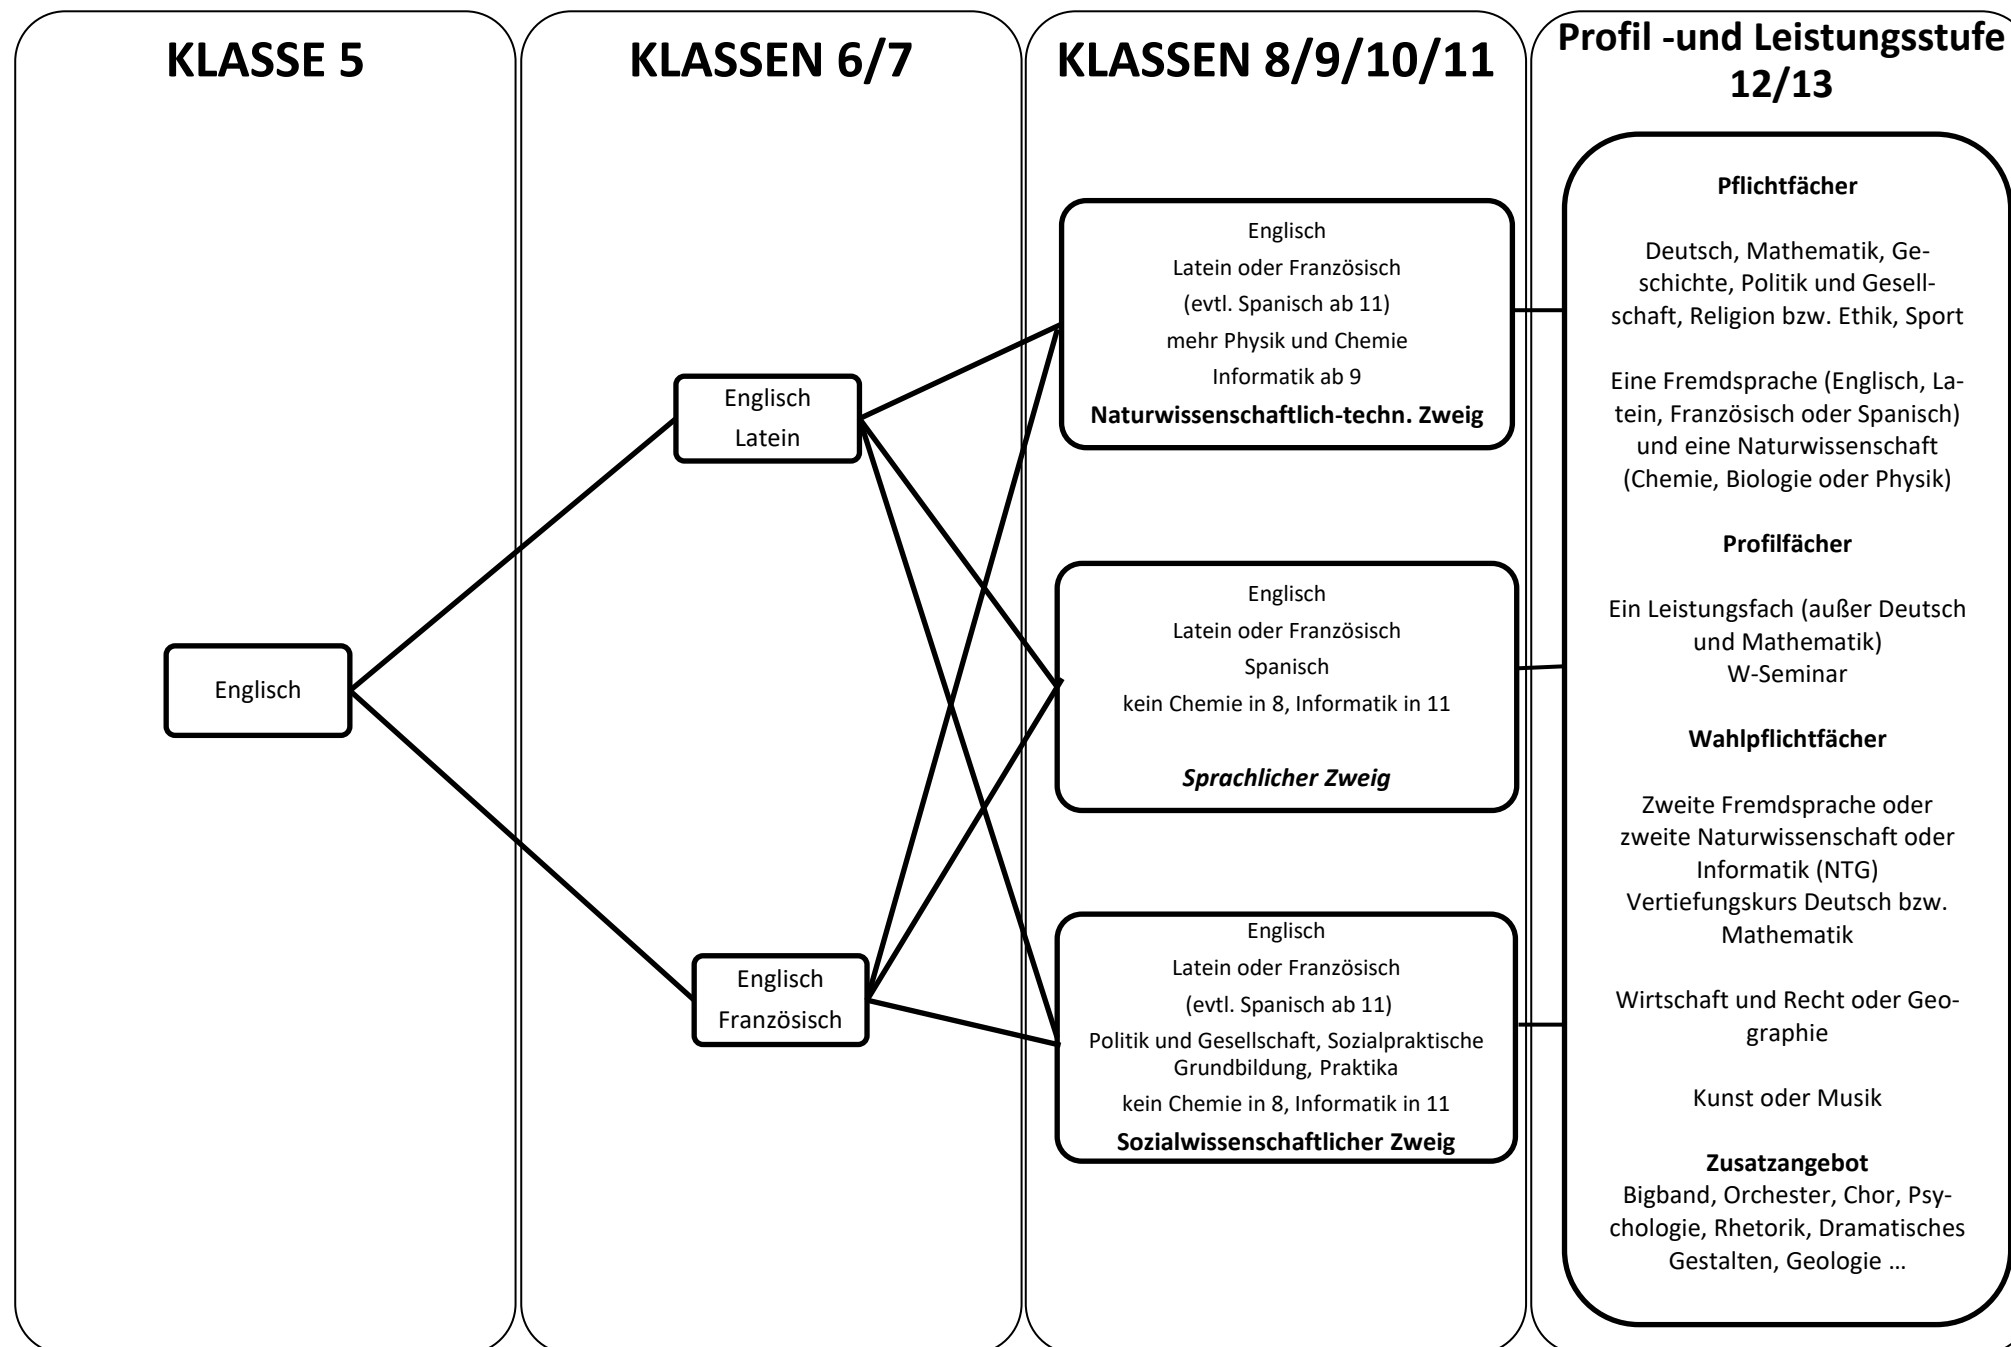 KLASSE 5
Englisch
KLASSEN 6/7
Englisch
Latein
Englisch
Französisch
KLASSEN 8/9/10/11
Englisch
Latein oder Französisch
(evtl. Spanisch ab 11)
mehr Physik und Chemie
Informatik ab 9
Naturwissenschaftlich-techn. Zweig
Englisch
Latein oder Französisch
Spanisch
kein Chemie in 8, Informatik in 11
Sprachlicher Zweig
Englisch
Latein oder Französisch
(evtl. Spanisch ab 11)
Politik und Gesellschaft, Sozialpraktische
Grundbildung, Praktika
kein Chemie in 8, Informatik in 11
Sozialwissenschaftlicher Zweig
Profil -und Leistungsstufe
12/13
Pflichtfächer
Deutsch, Mathematik, Ge-
schichte, Politik und Gesell-
schaft, Religion bzw. Ethik, Sport
Eine Fremdsprache (Englisch, La-
tein, Französisch oder Spanisch)
und eine Naturwissenschaft
(Chemie, Biologie oder Physik)
Profilfächer
Ein Leistungsfach (außer Deutsch
und Mathematik)
W-Seminar
Wahlpflichtfächer
Zweite Fremdsprache oder
zweite Naturwissenschaft oder
Informatik (NTG)
Vertiefungskurs Deutsch bzw.
Mathematik
Wirtschaft und Recht oder Geo-
graphie
Kunst oder Musik
Zusatzangebot
Bigband, Orchester, Chor, Psy-
chologie, Rhetorik, Dramatisches
Gestalten, Geologie …